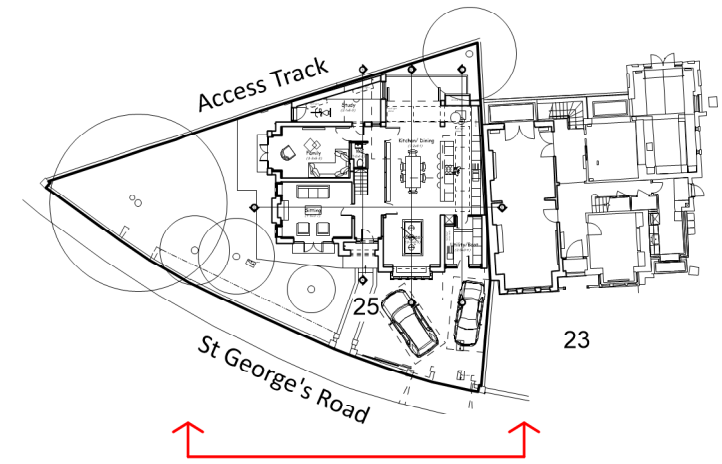 Access Track
Study
Family
Kitchen/ Dining
Sitting
Utility/Boot
25
23
St George's Road